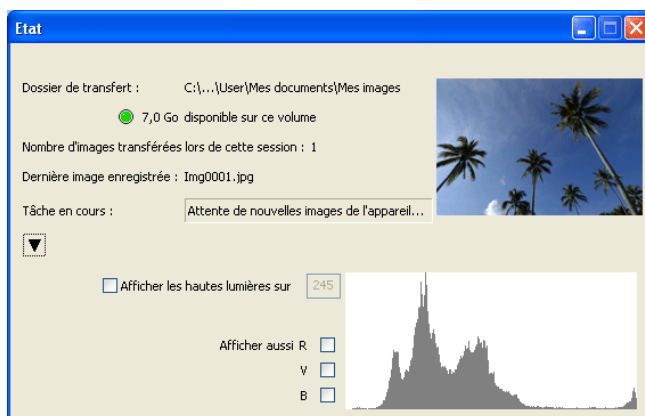 Etat
Dossier de transfert : C:\...\User\Mes documents\Mes images
7,0 Go disponible sur ce volume
Nombre d'images transférées lors de cette session : 1
Dernière image enregistrée : Img0001.jpg
Tâche en cours : Attente de nouvelles images de l'appareil...
Afficher les hautes lumières sur 245
Afficher aussi R
V
B